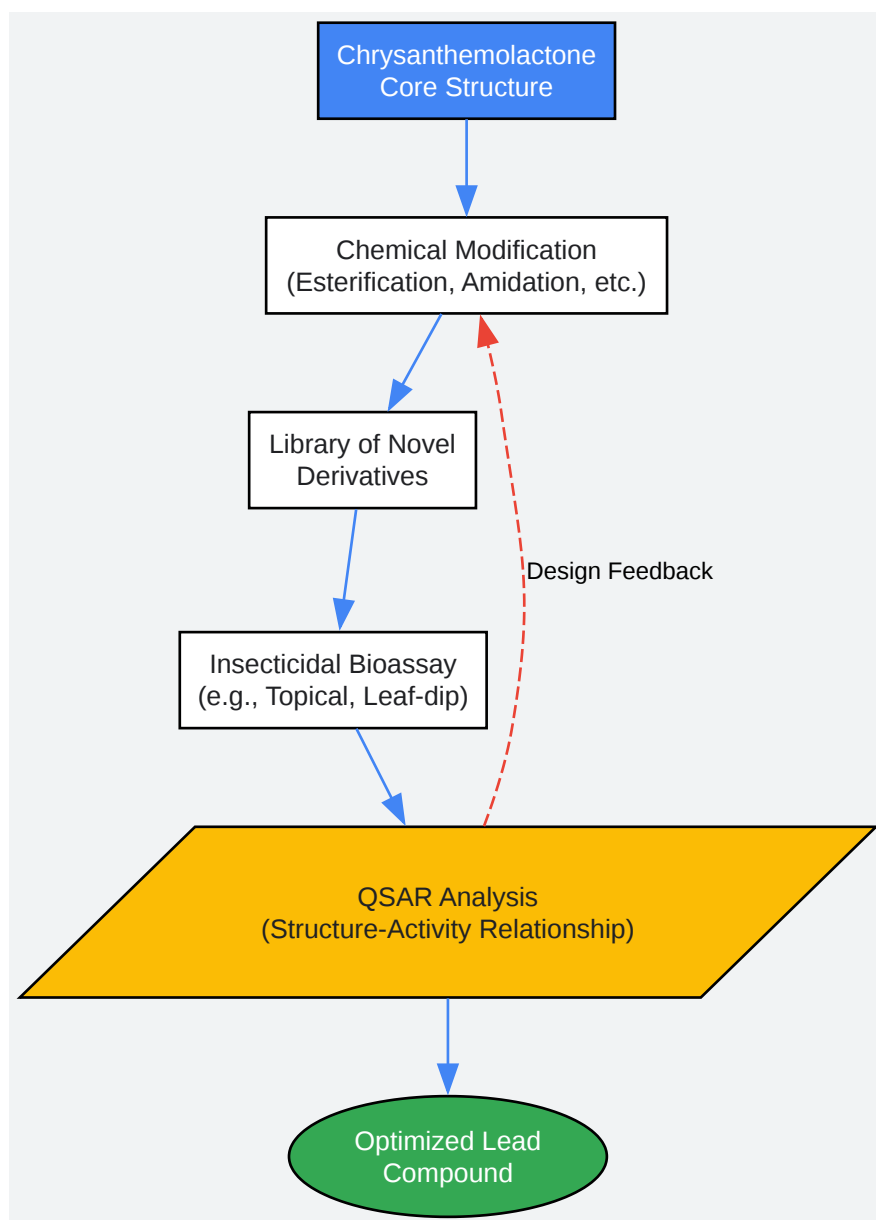 Chrysanthemolactone
Core Structure
Chemical Modification
(Esterification, Amidation, etc.)
Library of Novel
Derivatives
Design Feedback
Insecticidal Bioassay
(e.g., Topical, Leaf-dip)
QSAR Analysis
(Structure-Activity Relationship)
Optimized Lead
Compound